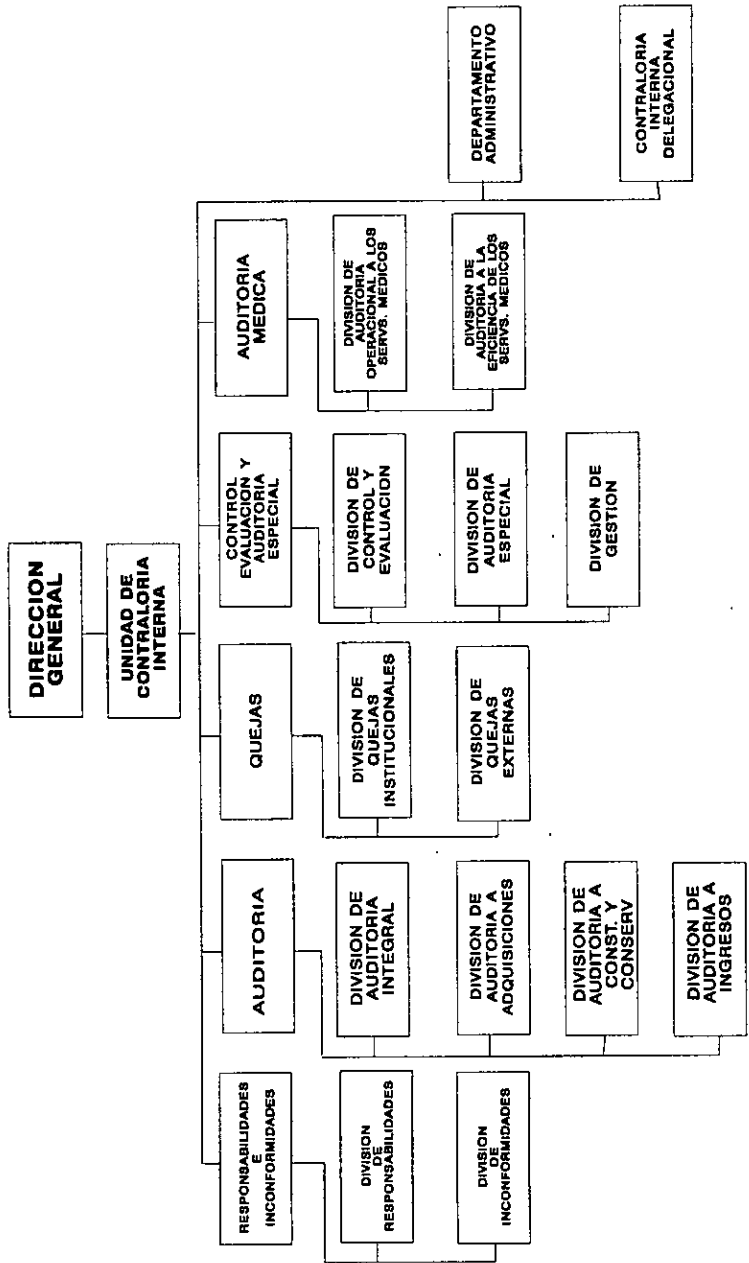 DIRECCION
GENERAL
UNIDAD DE
CONTRALORIA
INTERNA
RESPONSABILIDADES
E
INCONFORMIDADES
DIVISION
DE
RESPONSABILIDADES
DIVISION
DE
INCONFORMIDADES
AUDITORIA
DIVISION DE
AUDITORIA
INTEGRAL
DIVISION DE
AUDITORIA A
ADQUISICIONES
DIVISION DE
AUDITORIA A
CONST. Y
CONSERV
DIVISION DE
AUDITORIA A
INGRESOS
QUEJAS
DIVISION DE
QUEJAS
INSTITUCIONALES
DIVISION DE
QUEJAS
EXTERNAS
CONTROL
EVALUACION Y
AUDITORIA
ESPECIAL
DIVISION DE
CONTROL Y
EVALUACION
DIVISION DE
AUDITORIA
ESPECIAL
DIVISION DE
GESTION
AUDITORIA
MEDICA
DIVISION DE
AUDITORIA
OPERACIONAL A LOS
SERVS. MEDICOS
DIVISION DE
AUDITORIA A LA
EFICIENCIA DE LOS
SERVS. MEDICOS
DEPARTAMENTO
ADMINISTRATIVO
CONTRALORIA
INTERNA
DELEGACIONAL